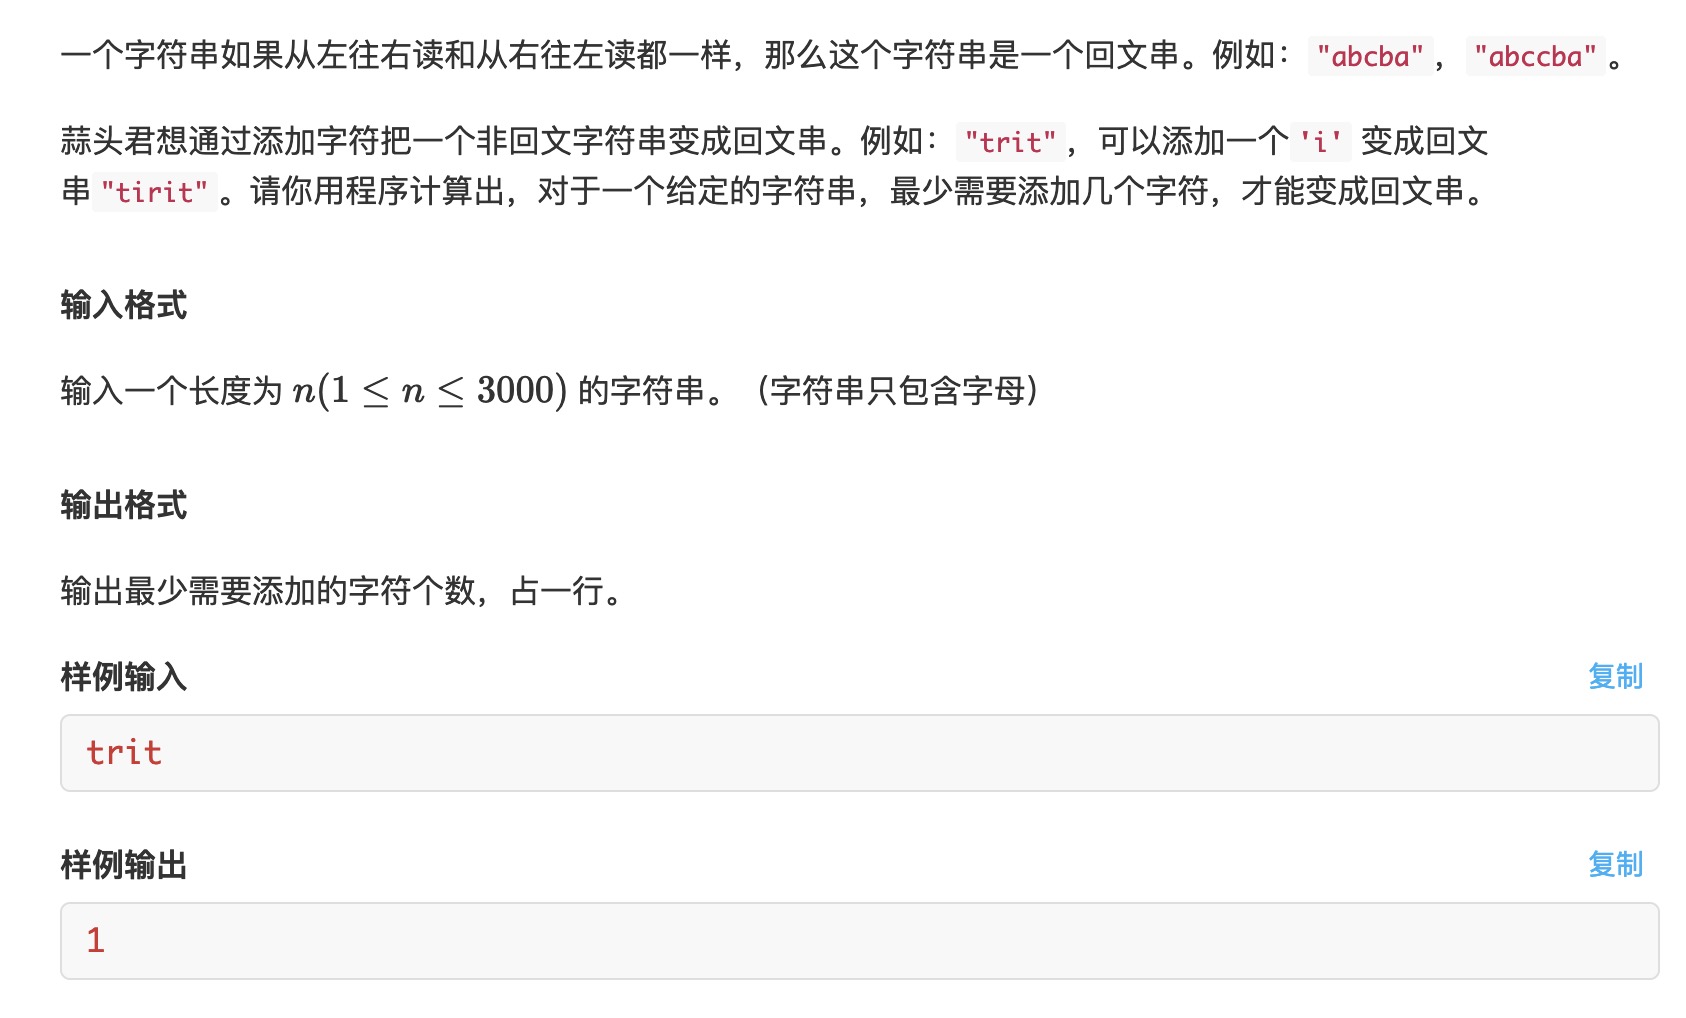 一个字符串如果从左往右读和从右往左读都一样，那么这个字符串是一个回文串。例如： "abcba"， "abccba"。
蒜头君想通过添加字符把一个非回文字符串变成回文串。例如： "trit"，可以添加一个 'i' 变成回文
串 "tirit"。请你用程序计算出，对于一个给定的字符串，最少需要添加几个字符，才能变成回文串。
输入格式
输入一个长度为 n(1 ≤ n ≤ 3000) 的字符串。（字符串只包含字母）
输出格式
输出最少需要添加的字符个数，占一行。
样例输入 复制
trit
样例输出 复制
1